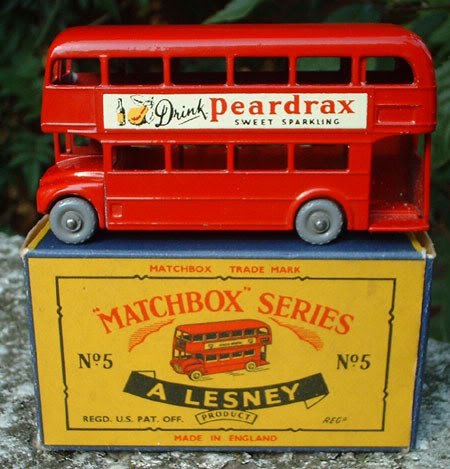 Drink Peardrax
SWEET SPARKLING
MATCHBOX TRADE MARK
"MATCHBOX" SERIES
Nº5 Nº5
A LESNEY
PRODUCT
REGD. U.S. PAT. OFF. REGD
MADE IN ENGLAND